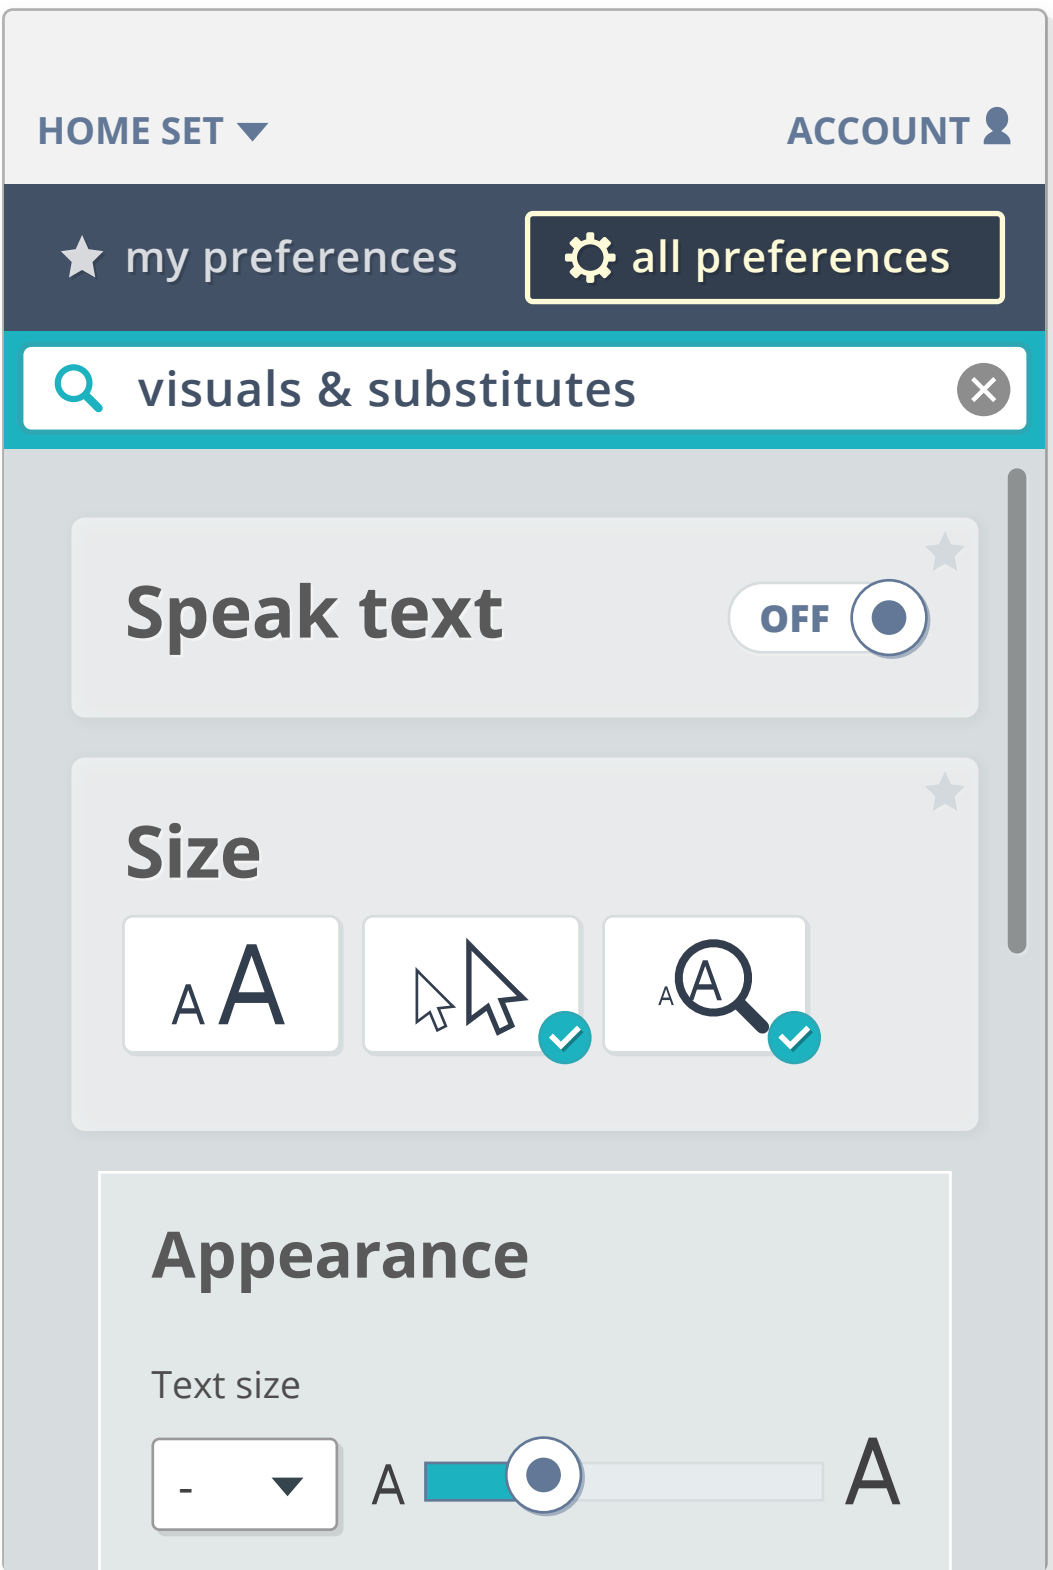 HOME SET
ACCOUNT
my preferences
all preferences
visuals & substitutes
Speak text
OFF
Size
A A
A A
Appearance
Text size
- A A